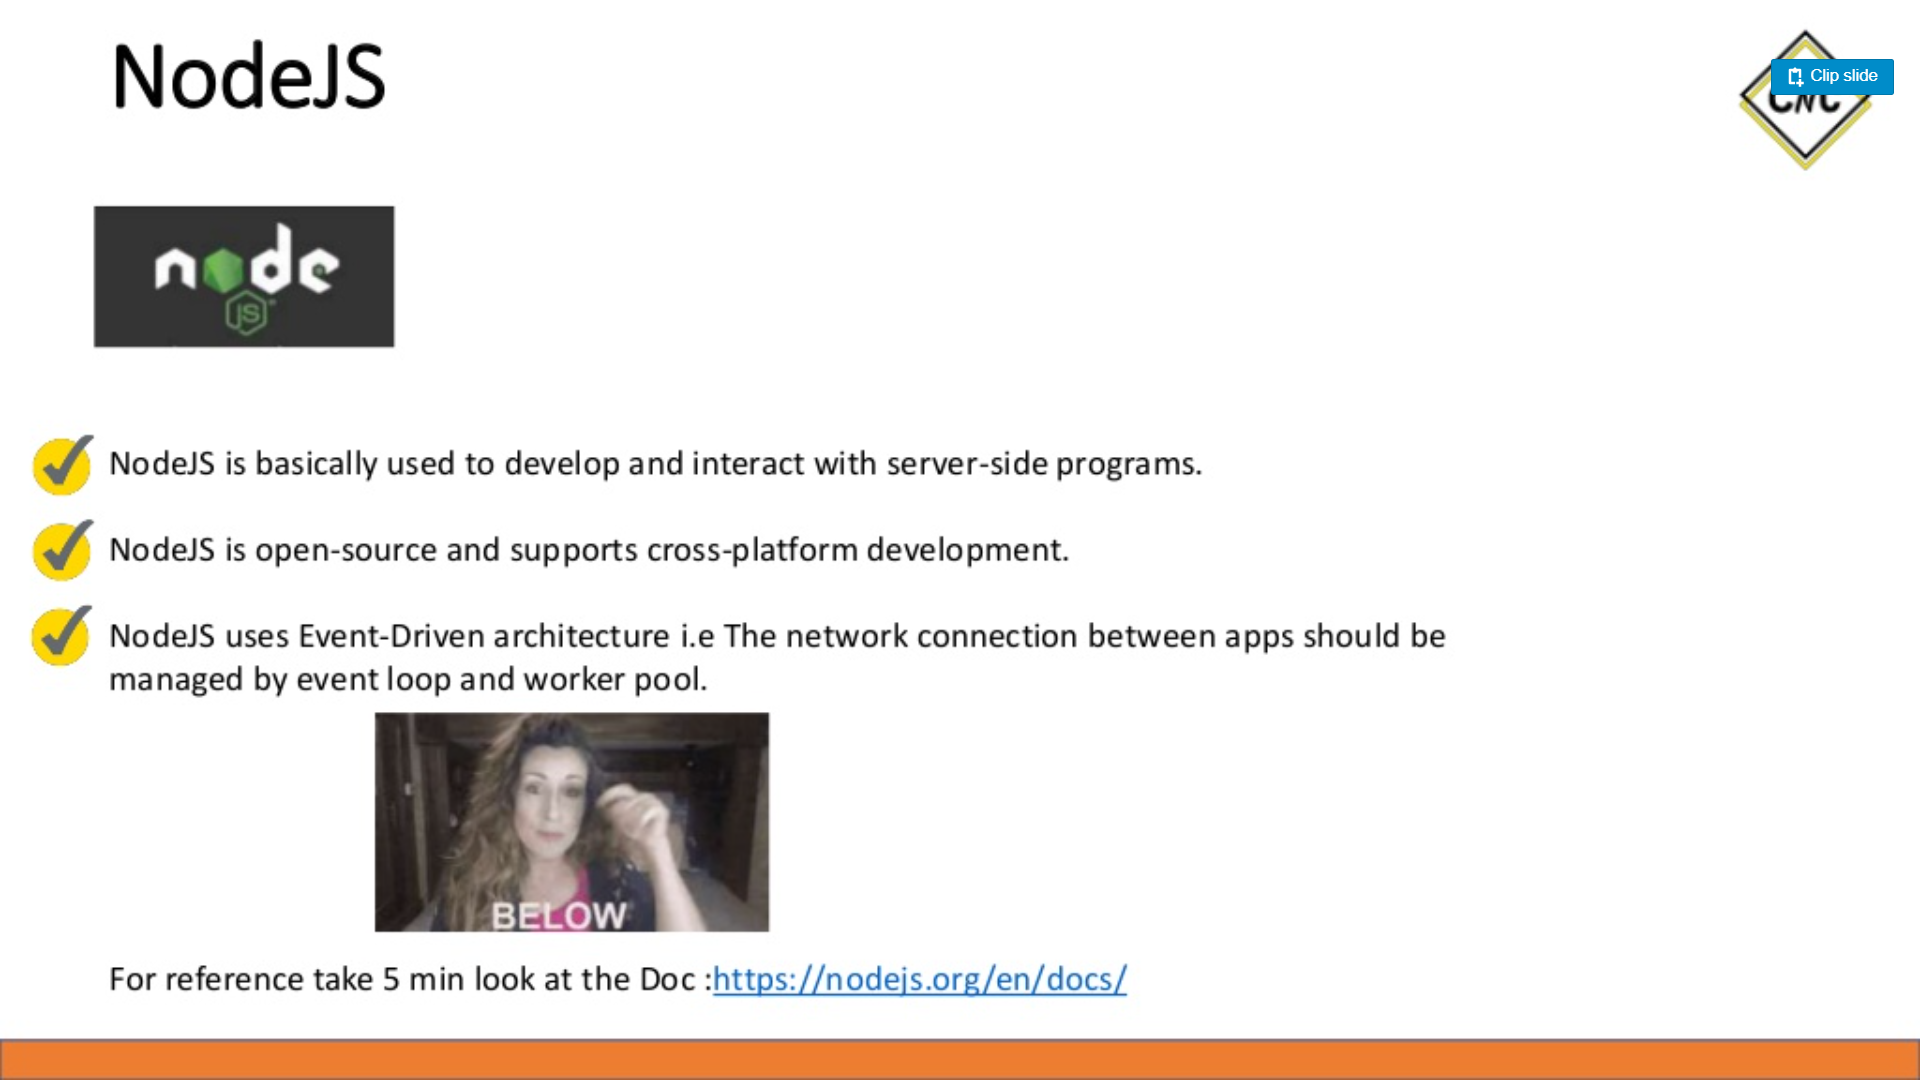 NodeJS
Clip slide
CNC
node
JS
NodeJS is basically used to develop and interact with server-side programs.
NodeJS is open-source and supports cross-platform development.
NodeJS uses Event-Driven architecture i.e The network connection between apps should be
managed by event loop and worker pool.
BELOW
For reference take 5 min look at the Doc :https://nodejs.org/en/docs/